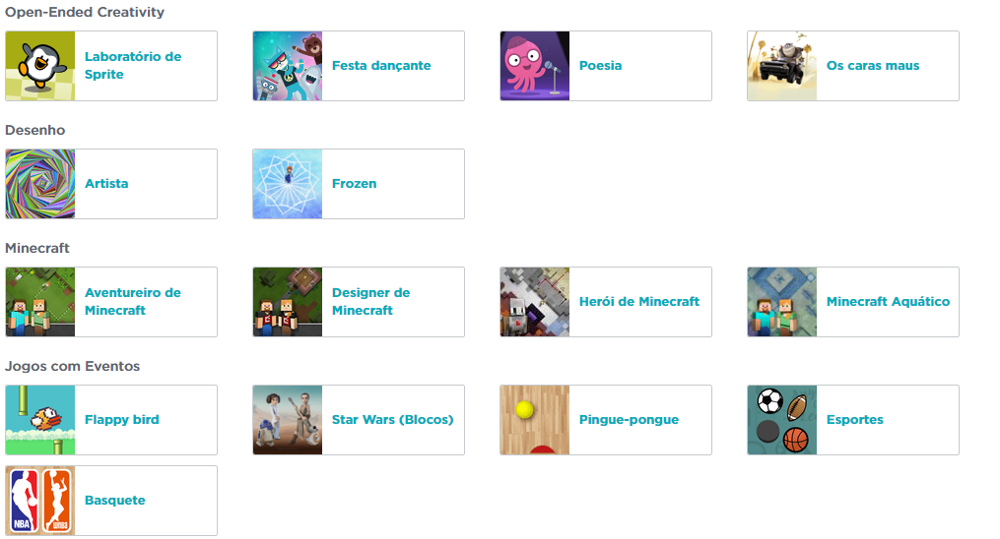 Open-Ended Creativity
Laboratório de
Sprite
Festa dançante
Poesia
Os caras maus
Desenho
Artista
Frozen
Minecraft
Aventureiro de
Minecraft
Designer de
Minecraft
Herói de Minecraft
Minecraft Aquático
Jogos com Eventos
Flappy bird
Star Wars (Blocos)
Pingue-pongue
Esportes
NBA
WNBA
Basquete